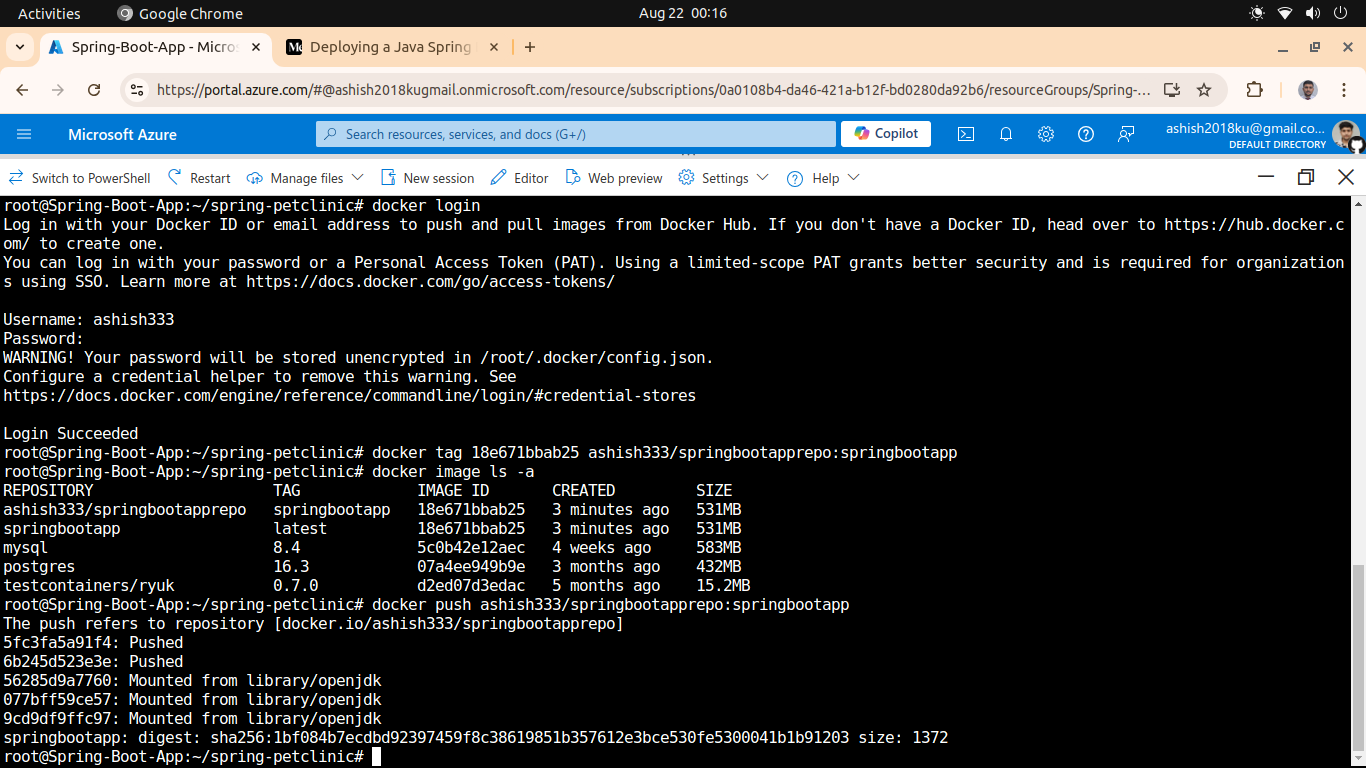 Activities
Google Chrome
Aug 22 00:16
Spring-Boot-App - Micro
Deploying a Java Spring
https://portal.azure.com/#@ashish2018kugmail.onmicrosoft.com/resource/subscriptions/0a0108b4-da46-421a-b12f-bd0280da92b6/resourceGroups/Spring-...
Microsoft Azure
Search resources, services, and docs (G+/)
Copilot
ashish2018ku@gmail.co...
DEFAULT DIRECTORY
Switch to PowerShell
Restart
Manage files
New session
Editor
Web preview
Settings
Help
root@Spring-Boot-App:~/spring-petclinic# docker login
Log in with your Docker ID or email address to push and pull images from Docker Hub. If you don't have a Docker ID, head over to https://hub.docker.c
om/ to create one.
You can log in with your password or a Personal Access Token (PAT). Using a limited-scope PAT grants better security and is required for organization
s using SSO. Learn more at https://docs.docker.com/go/access-tokens/
Username: ashish333
Password:
WARNING! Your password will be stored unencrypted in /root/.docker/config.json.
Configure a credential helper to remove this warning. See
https://docs.docker.com/engine/reference/commandline/login/#credential-stores
Login Succeeded
root@Spring-Boot-App:~/spring-petclinic# docker tag 18e671bbab25 ashish333/springbootapprepo:springbootapp
root@Spring-Boot-App:~/spring-petclinic# docker image ls -a
REPOSITORY TAG IMAGE ID CREATED SIZE
ashish333/springbootapprepo springbootapp 18e671bbab25 3 minutes ago 531MB
springbootapp latest 18e671bbab25 3 minutes ago 531MB
mysql 8.4 5c0b42e12aec 4 weeks ago 583MB
postgres 16.3 07a4ee949b9e 3 months ago 432MB
testcontainers/ryuk 0.7.0 d2ed07d3edac 5 months ago 15.2MB
root@Spring-Boot-App:~/spring-petclinic# docker push ashish333/springbootapprepo:springbootapp
The push refers to repository [docker.io/ashish333/springbootapprepo]
5fc3fa5a91f4: Pushed
6b245d523e3e: Pushed
56285d9a7760: Mounted from library/openjdk
077bff59ce57: Mounted from library/openjdk
9cd9df9ffc97: Mounted from library/openjdk
springbootapp: digest: sha256:1bf084b7ecdbd92397459f8c38619851b357612e3bce530fe5300041b1b91203 size: 1372
root@Spring-Boot-App:~/spring-petclinic#